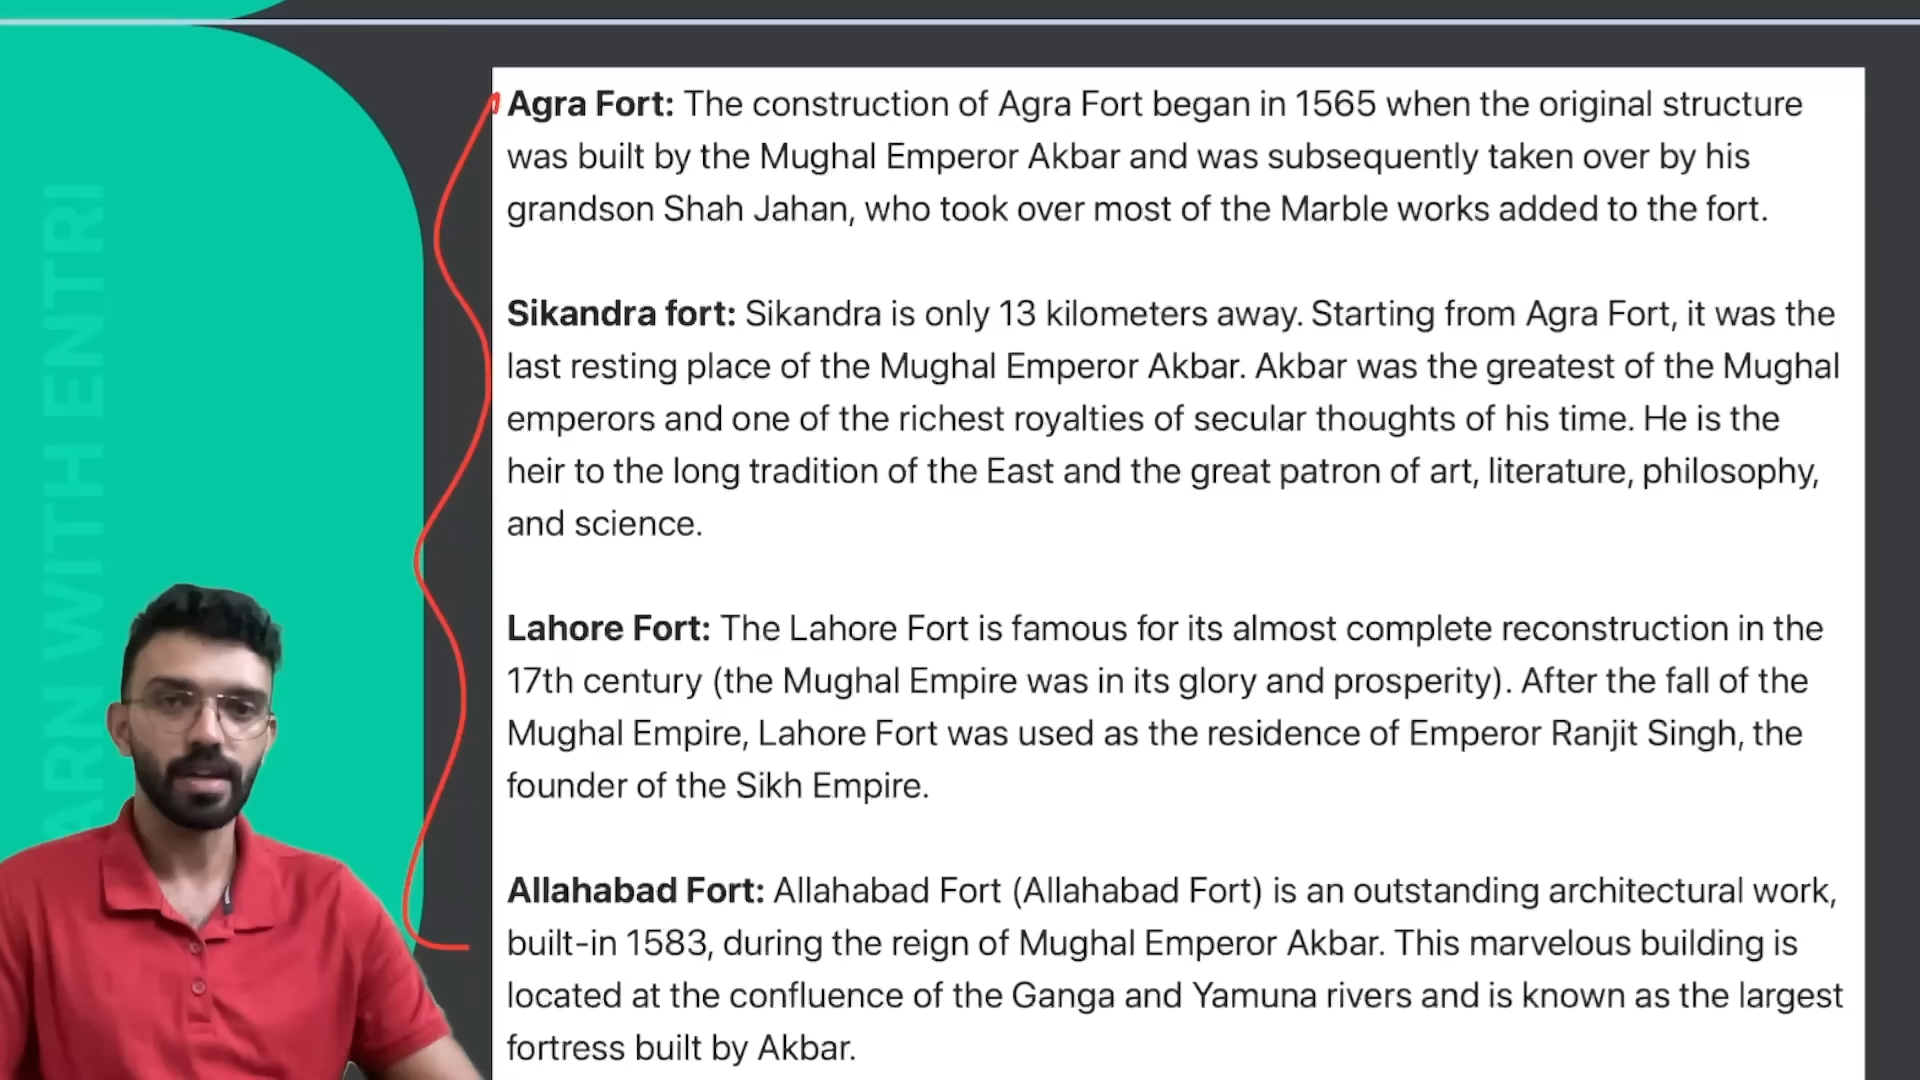 Agra Fort: The construction of Agra Fort began in 1565 when the original structure
was built by the Mughal Emperor Akbar and was subsequently taken over by his
grandson Shah Jahan, who took over most of the Marble works added to the fort.
Sikandra fort: Sikandra is only 13 kilometers away. Starting from Agra Fort, it was the
last resting place of the Mughal Emperor Akbar. Akbar was the greatest of the Mughal
emperors and one of the richest royalties of secular thoughts of his time. He is the
heir to the long tradition of the East and the great patron of art, literature, philosophy,
and science.
Lahore Fort: The Lahore Fort is famous for its almost complete reconstruction in the
17th century (the Mughal Empire was in its glory and prosperity). After the fall of the
Mughal Empire, Lahore Fort was used as the residence of Emperor Ranjit Singh, the
founder of the Sikh Empire.
Allahabad Fort: Allahabad Fort (Allahabad Fort) is an outstanding architectural work,
built-in 1583, during the reign of Mughal Emperor Akbar. This marvelous building is
located at the confluence of the Ganga and Yamuna rivers and is known as the largest
fortress built by Akbar.
ARN WITH ENTRI